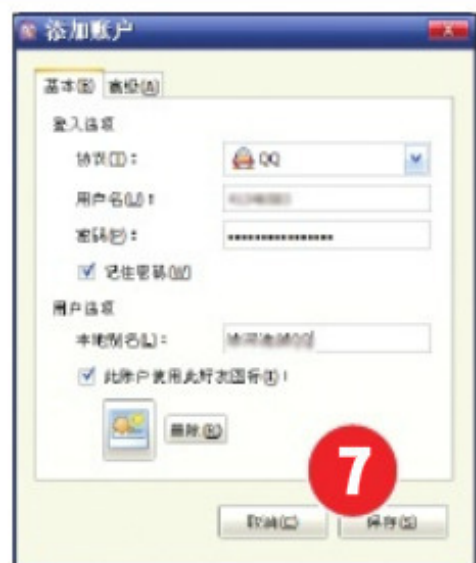 添加账户
基本(B) 高级(A)
登入选项
协议(T)： QQ
用户名(U)：
密码(P)： ••••••••••••••••
记住密码(W)
用户选项
本地别名(L)： QQ
此账户使用此好友图标(I)：
删除(R)
7
取消(C) 保存(S)